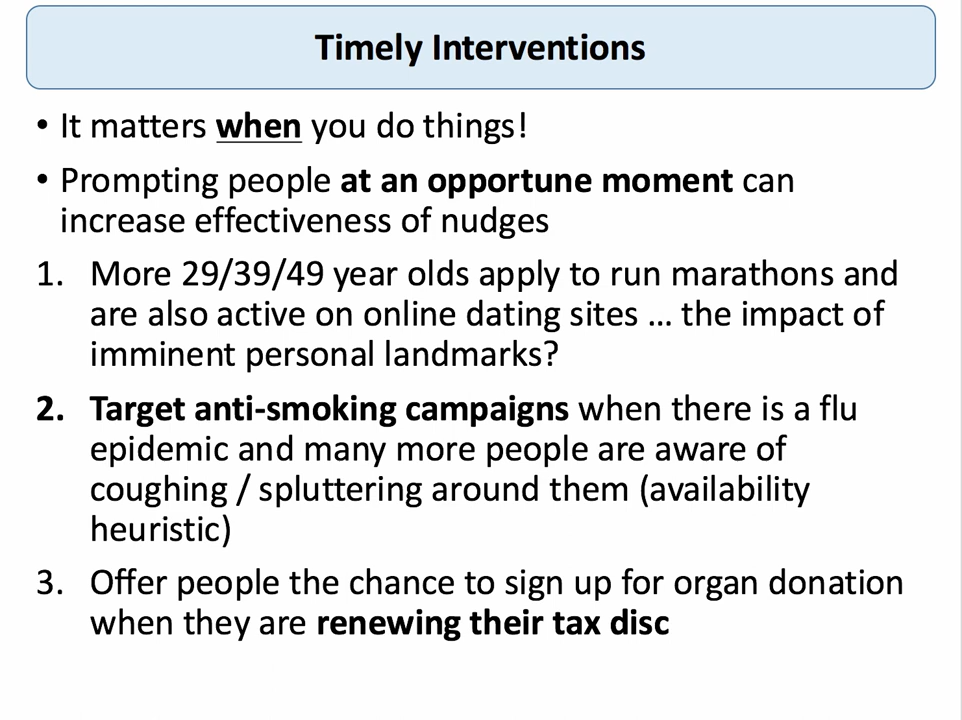 Timely Interventions
• It matters when you do things!
• Prompting people at an opportune moment can
increase effectiveness of nudges
1. More 29/39/49 year olds apply to run marathons and
are also active on online dating sites … the impact of
imminent personal landmarks?
2. Target anti-smoking campaigns when there is a flu
epidemic and many more people are aware of
coughing / spluttering around them (availability
heuristic)
3. Offer people the chance to sign up for organ donation
when they are renewing their tax disc